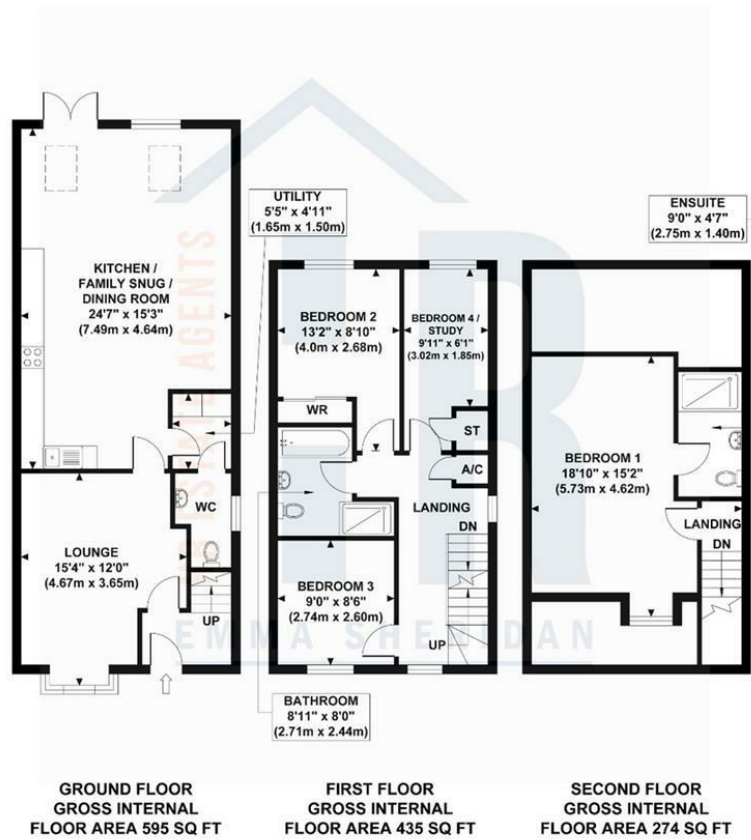 UTILITY
5'5" x 4'11"
(1.65m x 1.50m)
ENSUITE
9'0" x 4'7"
(2.75m x 1.40m)
KITCHEN /
FAMILY SNUG /
DINING ROOM
24'7" x 15'3"
(7.49m x 4.64m)
BEDROOM 2
13'2" x 8'10"
(4.0m x 2.68m)
BEDROOM 4 /
STUDY
9'11" x 6'1"
(3.02m x 1.85m)
WR
ST
A/C
BEDROOM 1
18'10" x 15'2"
(5.73m x 4.62m)
WC
LANDING
DN
LANDING
DN
LOUNGE
15'4" x 12'0"
(4.67m x 3.65m)
BEDROOM 3
9'0" x 8'6"
(2.74m x 2.60m)
UP
UP
ESTATE AGENTS
EMMA SHERIDAN
BATHROOM
8'11" x 8'0"
(2.71m x 2.44m)
GROUND FLOOR
GROSS INTERNAL
FLOOR AREA 595 SQ FT
FIRST FLOOR
GROSS INTERNAL
FLOOR AREA 435 SQ FT
SECOND FLOOR
GROSS INTERNAL
FLOOR AREA 274 SQ FT